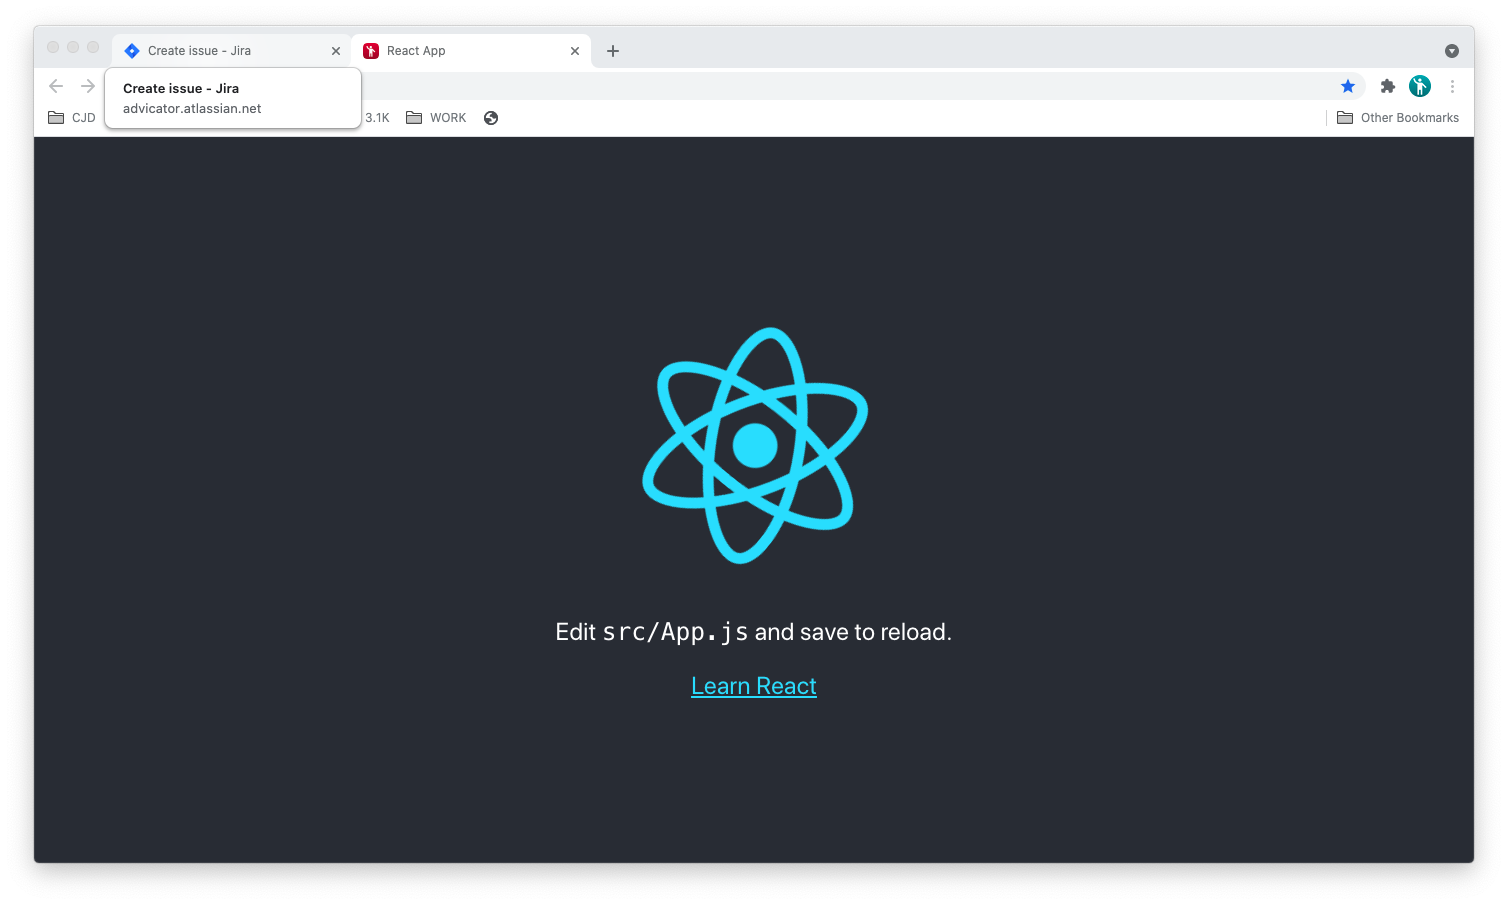 Create issue - Jira
React App
Create issue - Jira
advicator.atlassian.net
CJD
3.1K
WORK
Other Bookmarks
Edit src/App.js and save to reload.
Learn React